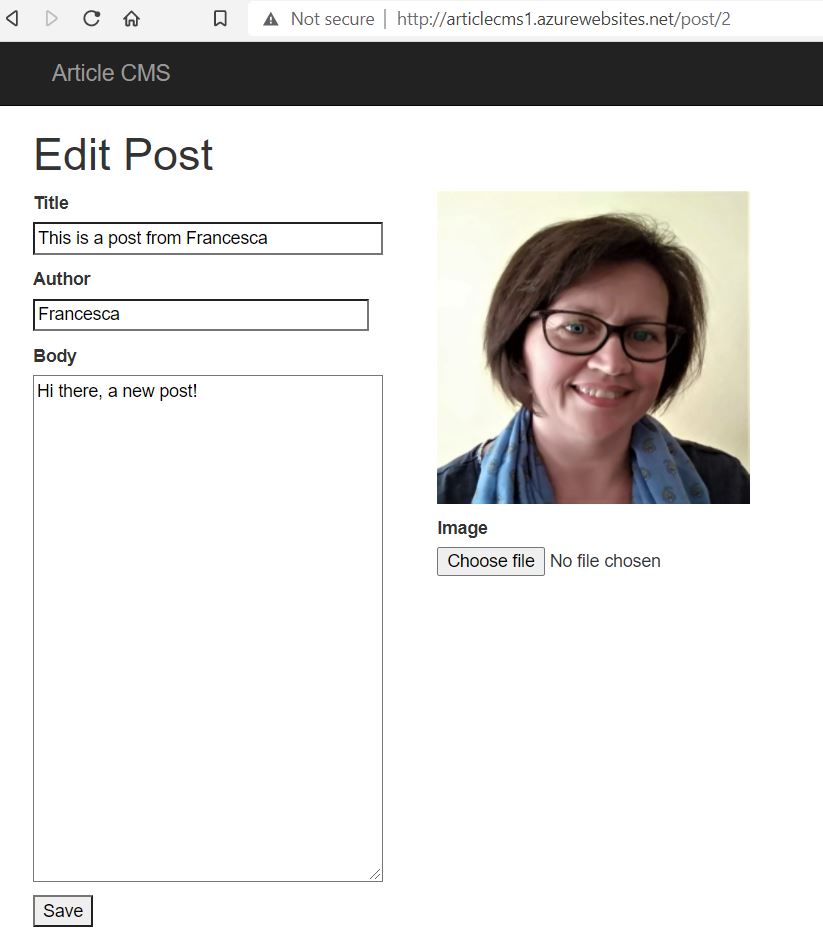 Not secure | http://articlecms1.azurewebsites.net/post/2
Article CMS
Edit Post
Title
This is a post from Francesca
Author
Francesca
Body
Hi there, a new post!
Image
Choose file No file chosen
Save